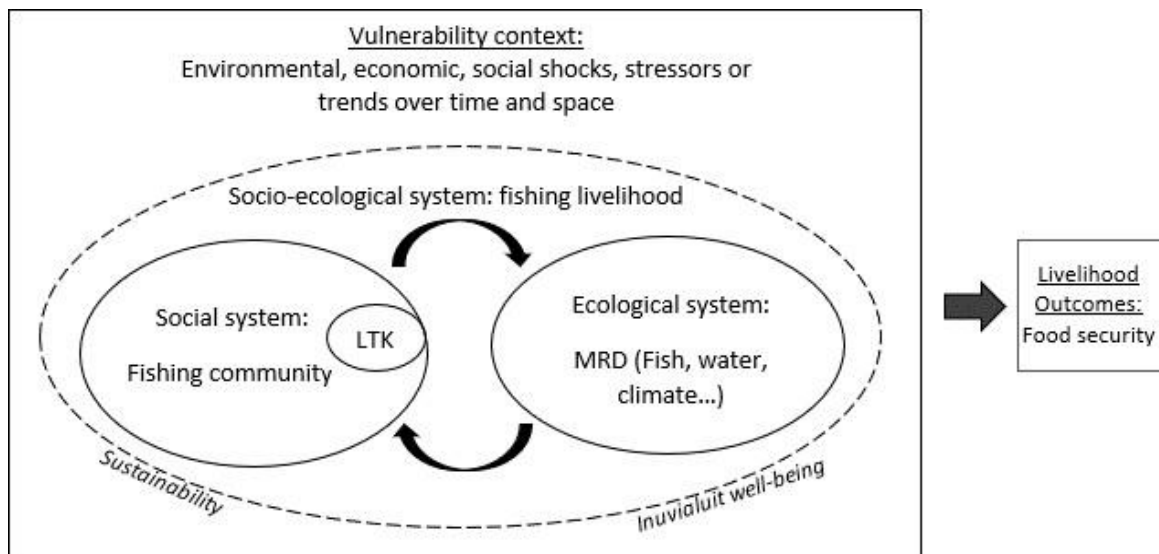 Vulnerability context:
Environmental, economic, social shocks, stressors or
trends over time and space
Socio-ecological system: fishing livelihood
Social system:
Fishing community
LTK
Ecological system:
MRD (Fish, water,
climate...)
Sustainability
Inuvialuit well-being
Livelihood
Outcomes:
Food security